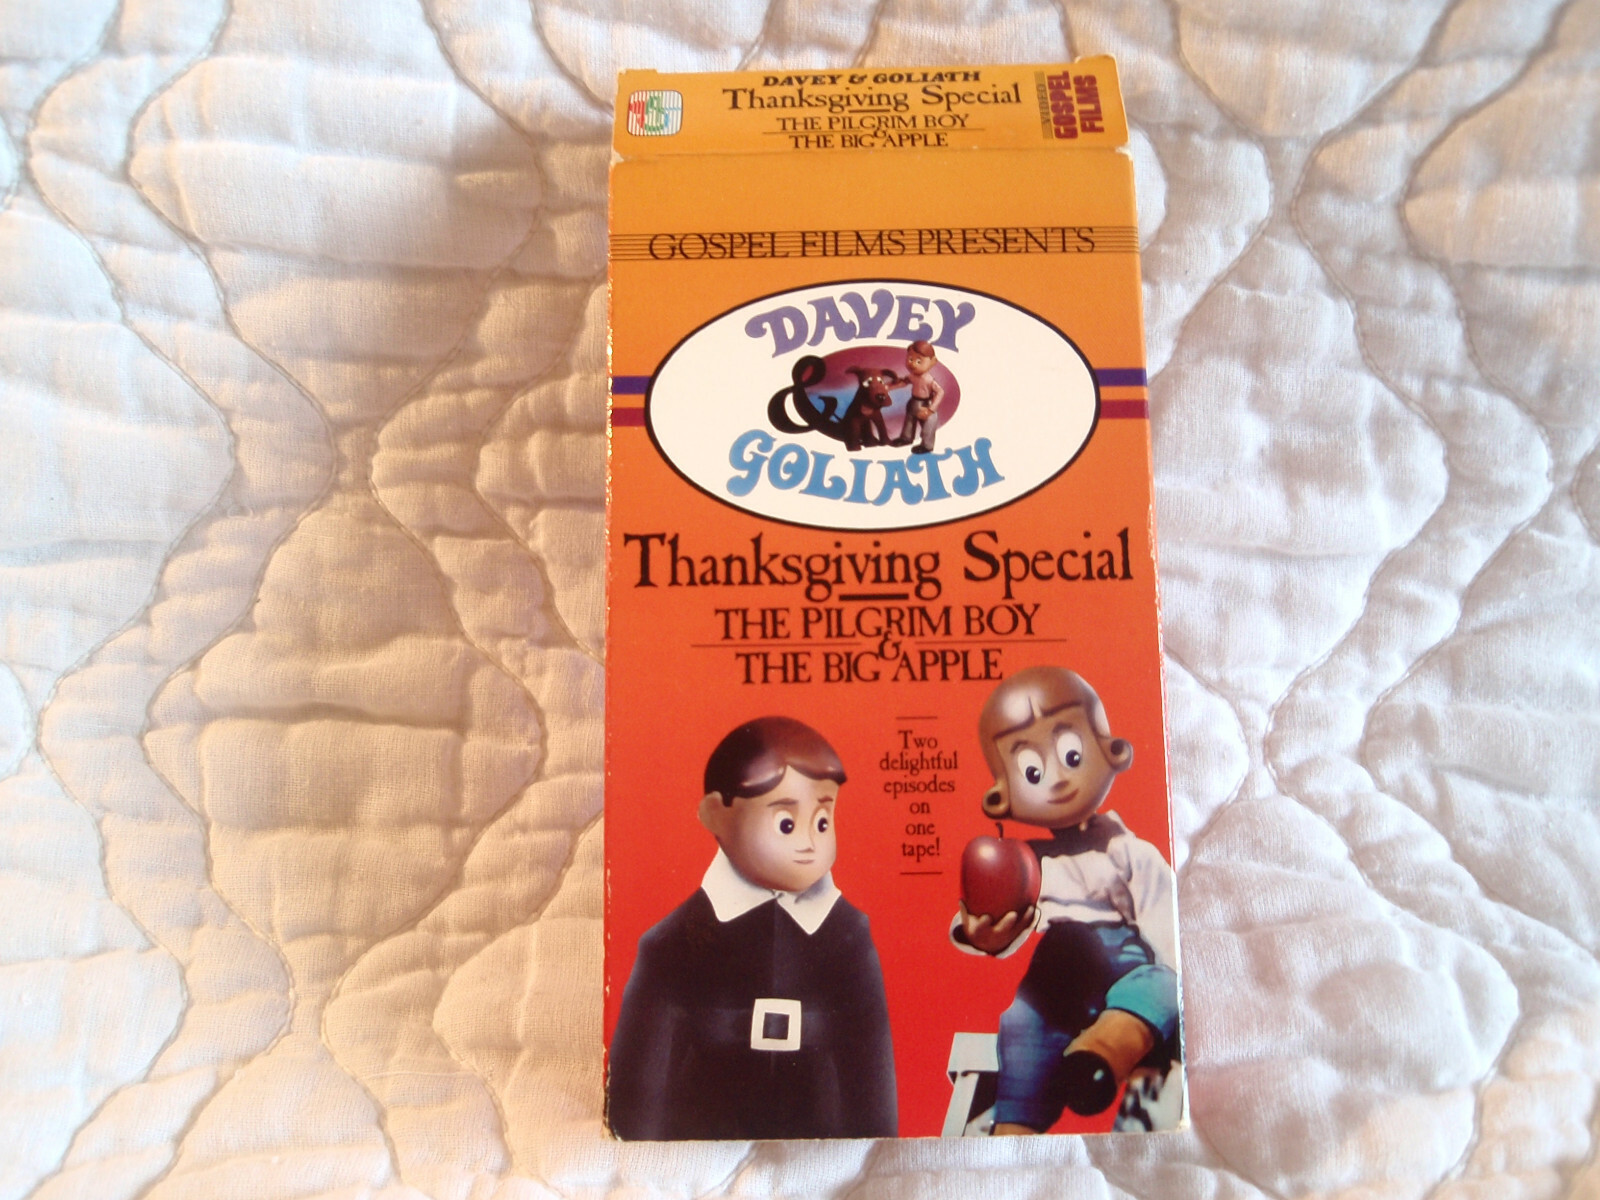 DAVEY & GOLIATH
Thanksgiving Special
THE PILGRIM BOY
&
THE BIG APPLE
VIDEO
GOSPEL
FILMS
GOSPEL FILMS PRESENTS
DAVEY
&
GOLIATH
Thanksgiving Special
THE PILGRIM BOY
&
THE BIG APPLE
Two
delightful
episodes
on
one
tape!